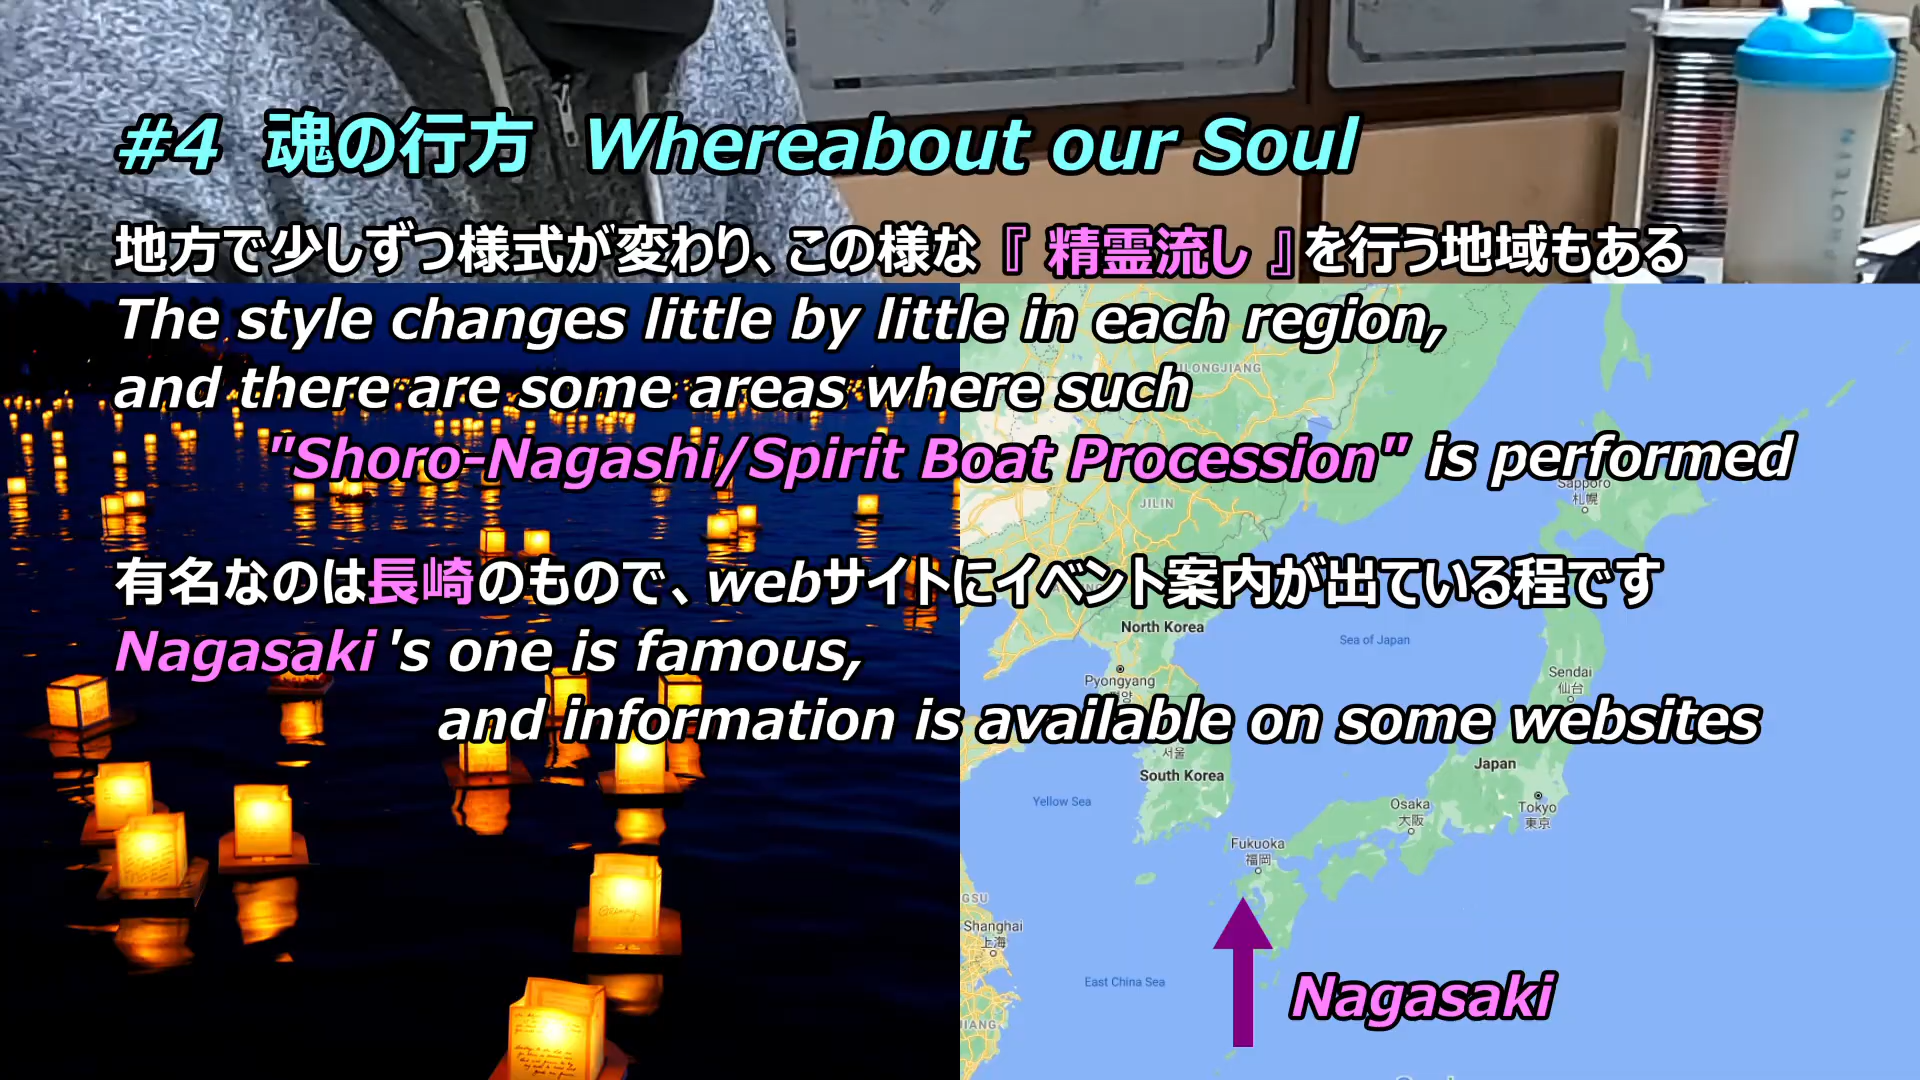 #4 魂の行方 Whereabout our Soul
地方で少しずつ様式が変わり、この様な『 精霊流し 』を行う地域もある
The style changes little by little in each region,
and there are some areas where such
"Shoro-Nagashi/Spirit Boat Procession" is performed
有名なのは長崎のもので、webサイトにイベント案内が出ている程です
Nagasaki's one is famous,
and information is available on some websites
Nagasaki
JILIN
Sapporo
札幌
North Korea
Sea of Japan
Pyongyang
Sendai
仙台
서울
South Korea
Japan
Yellow Sea
Osaka
大阪
Tokyo
東京
Fukuoka
福岡
Shanghai
上海
East China Sea